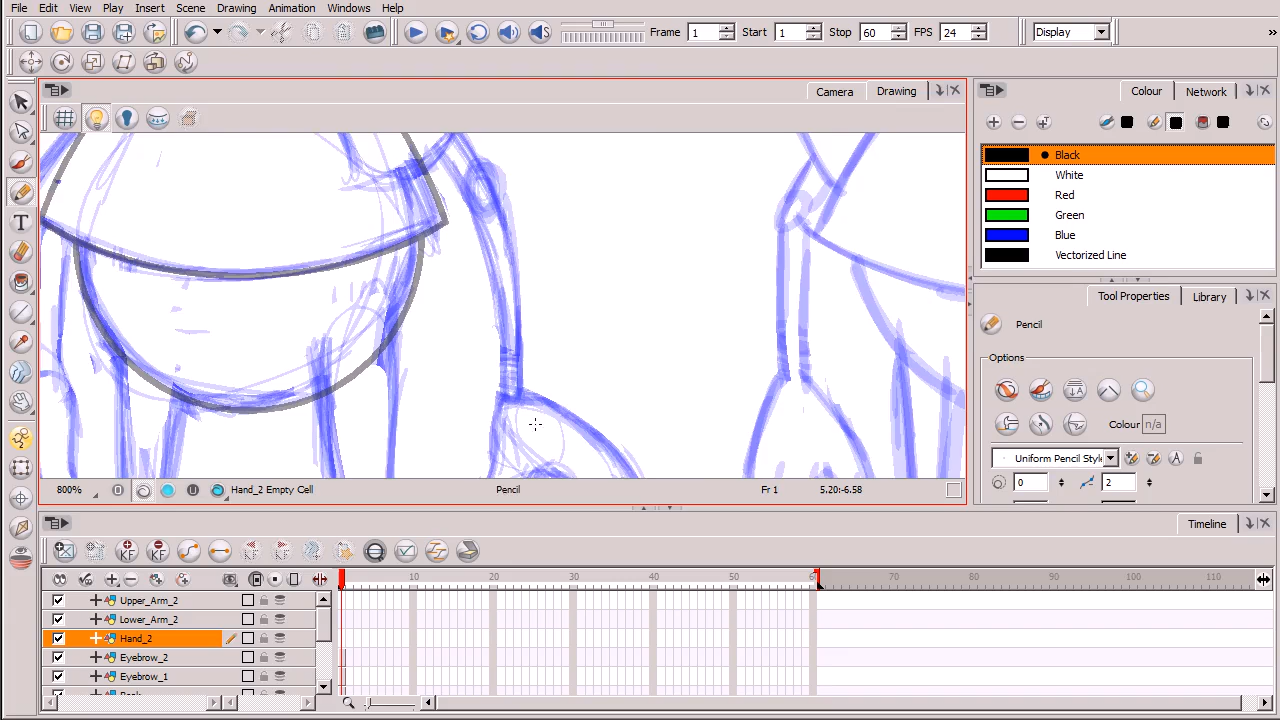 File Edit View Play Insert Scene Drawing Animation Windows Help
Frame 1 Start 1 Stop 60 FPS 24 Display »
Camera Drawing
Colour Network
Black
White
Red
Green
Blue
Vectorized Line
Tool Properties Library
Pencil
Options
Colour n/a
Uniform Pencil Style
0 2
800% Hand_2 Empty Cell Pencil Fr 1 5.20:-6.58
Timeline
10 20 30 40 50 60 70 80 90 100 110
Upper_Arm_2
Lower_Arm_2
Hand_2
Eyebrow_2
Eyebrow_1